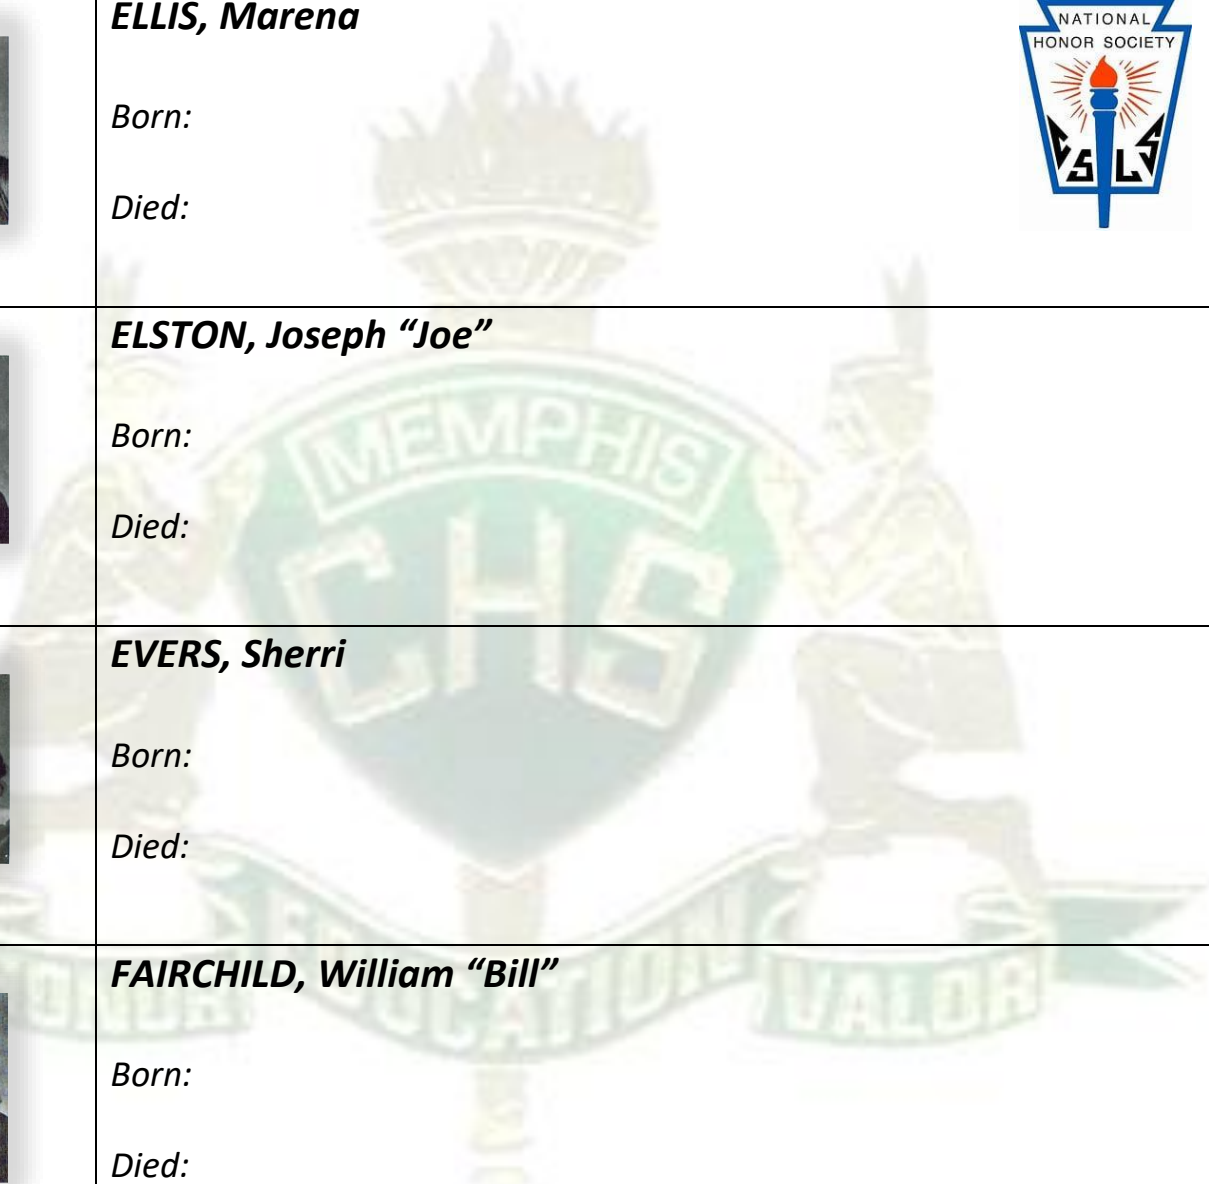 ELLIS, Marena
NATIONAL
HONOR SOCIETY
C S L S
Born:
Died:
ELSTON, Joseph “Joe”
MEMPHIS
Born:
CHS
Died:
EVERS, Sherri
Born:
Died:
EDUCATION
VALOR
FAIRCHILD, William “Bill”
Born:
Died: